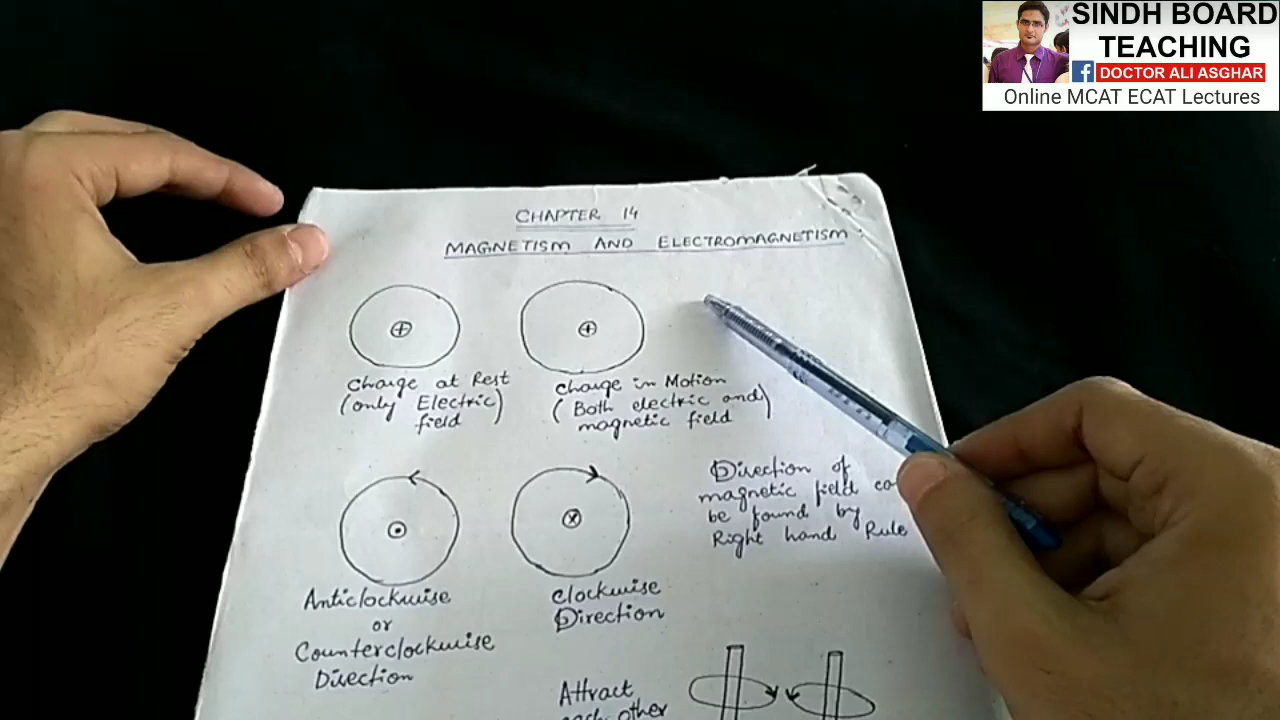 SINDH BOARD
TEACHING
f DOCTOR ALI ASGHAR
Online MCAT ECAT Lectures
CHAPTER 14
MAGNETISM AND ELECTROMAGNETISM
Charge at Rest
(only Electric)
field
Charge in Motion
(Both electric and)
magnetic field
Direction of
magnetic field
be found by
Right hand Rule
Anticlockwise
or
Counterclockwise
Direction
Clockwise
Direction
Attract
each other